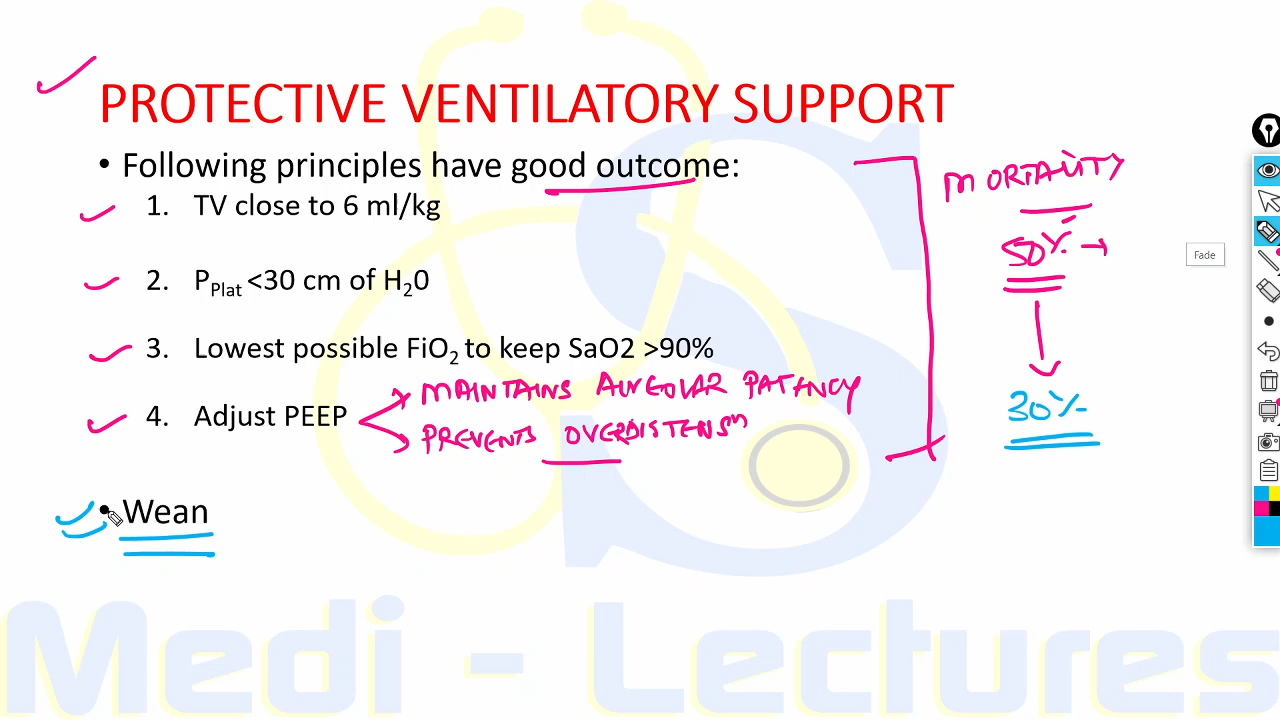 PROTECTIVE VENTILATORY SUPPORT
• Following principles have good outcome:
1. TV close to 6 ml/kg
2. PPlat <30 cm of H20
3. Lowest possible FiO2 to keep SaO2 >90%
4. Adjust PEEP
MAINTAINS ALVEOLAR PATENCY
PREVENTS OVERDISTENSn
• Wean
MORTALITY
50%
30%
Fade
Medi - Lectures